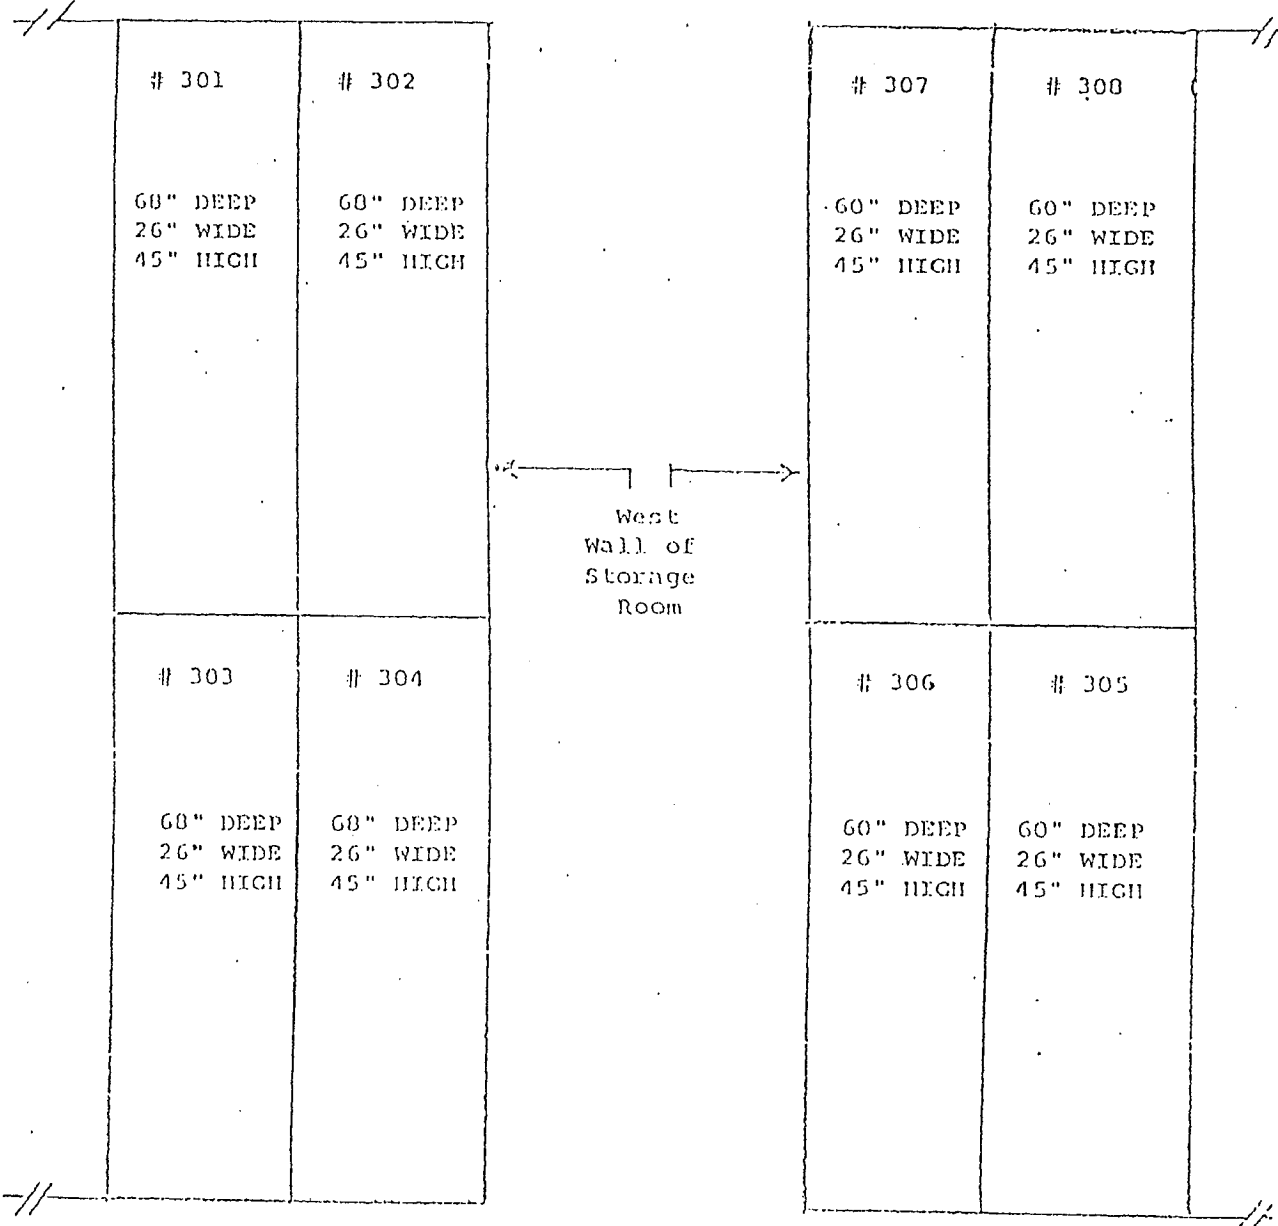 # 301
# 302
68" DEEP
26" WIDE
45" HIGH
68" DEEP
26" WIDE
45" HIGH
# 307
# 308
60" DEEP
26" WIDE
45" HIGH
60" DEEP
26" WIDE
45" HIGH
West
Wall of
Storage
Room
# 303
# 304
68" DEEP
26" WIDE
45" HIGH
68" DEEP
26" WIDE
45" HIGH
# 306
# 305
60" DEEP
26" WIDE
45" HIGH
60" DEEP
26" WIDE
45" HIGH